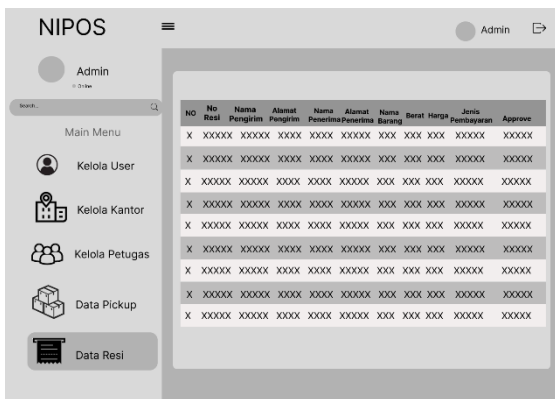 NIPOS
Admin
Admin
Online
Search...
Main Menu
Kelola User
Kelola Kantor
Kelola Petugas
Data Pickup
Data Resi
NO No Resi Nama Pengirim Alamat Pengirim Nama Penerima Alamat Penerima Nama Barang Berat Harga Jenis Pembayaran Approve
X XXXXX XXXXX XXXX XXXX XXXXX XXX XXX XXX XXXXX XXXXX
X XXXXX XXXXX XXXX XXXX XXXXX XXX XXX XXX XXXXX XXXXX
X XXXXX XXXXX XXXX XXXX XXXXX XXX XXX XXX XXXXX XXXXX
X XXXXX XXXXX XXXX XXXX XXXXX XXX XXX XXX XXXXX XXXXX
X XXXXX XXXXX XXXX XXXX XXXXX XXX XXX XXX XXXXX XXXXX
X XXXXX XXXXX XXXX XXXX XXXXX XXX XXX XXX XXXXX XXXXX
X XXXXX XXXXX XXXX XXXX XXXXX XXX XXX XXX XXXXX XXXXX
X XXXXX XXXXX XXXX XXXX XXXXX XXX XXX XXX XXXXX XXXXX
X XXXXX XXXXX XXXX XXXX XXXXX XXX XXX XXX XXXXX XXXXX